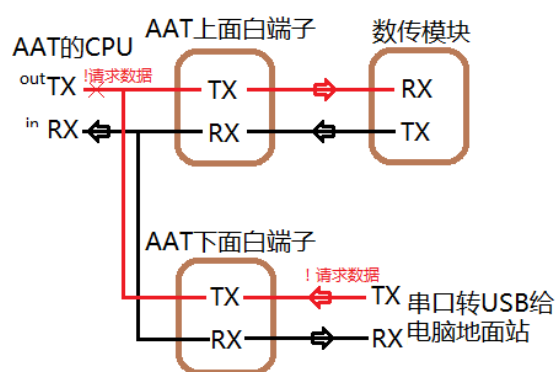 AAT上面白端子
数传模块
AAT的CPU
!请求数据
out TX
TX
RX
in RX
RX
TX
AAT下面白端子
! 请求数据
TX
TX
串口转USB给
RX
RX
电脑地面站